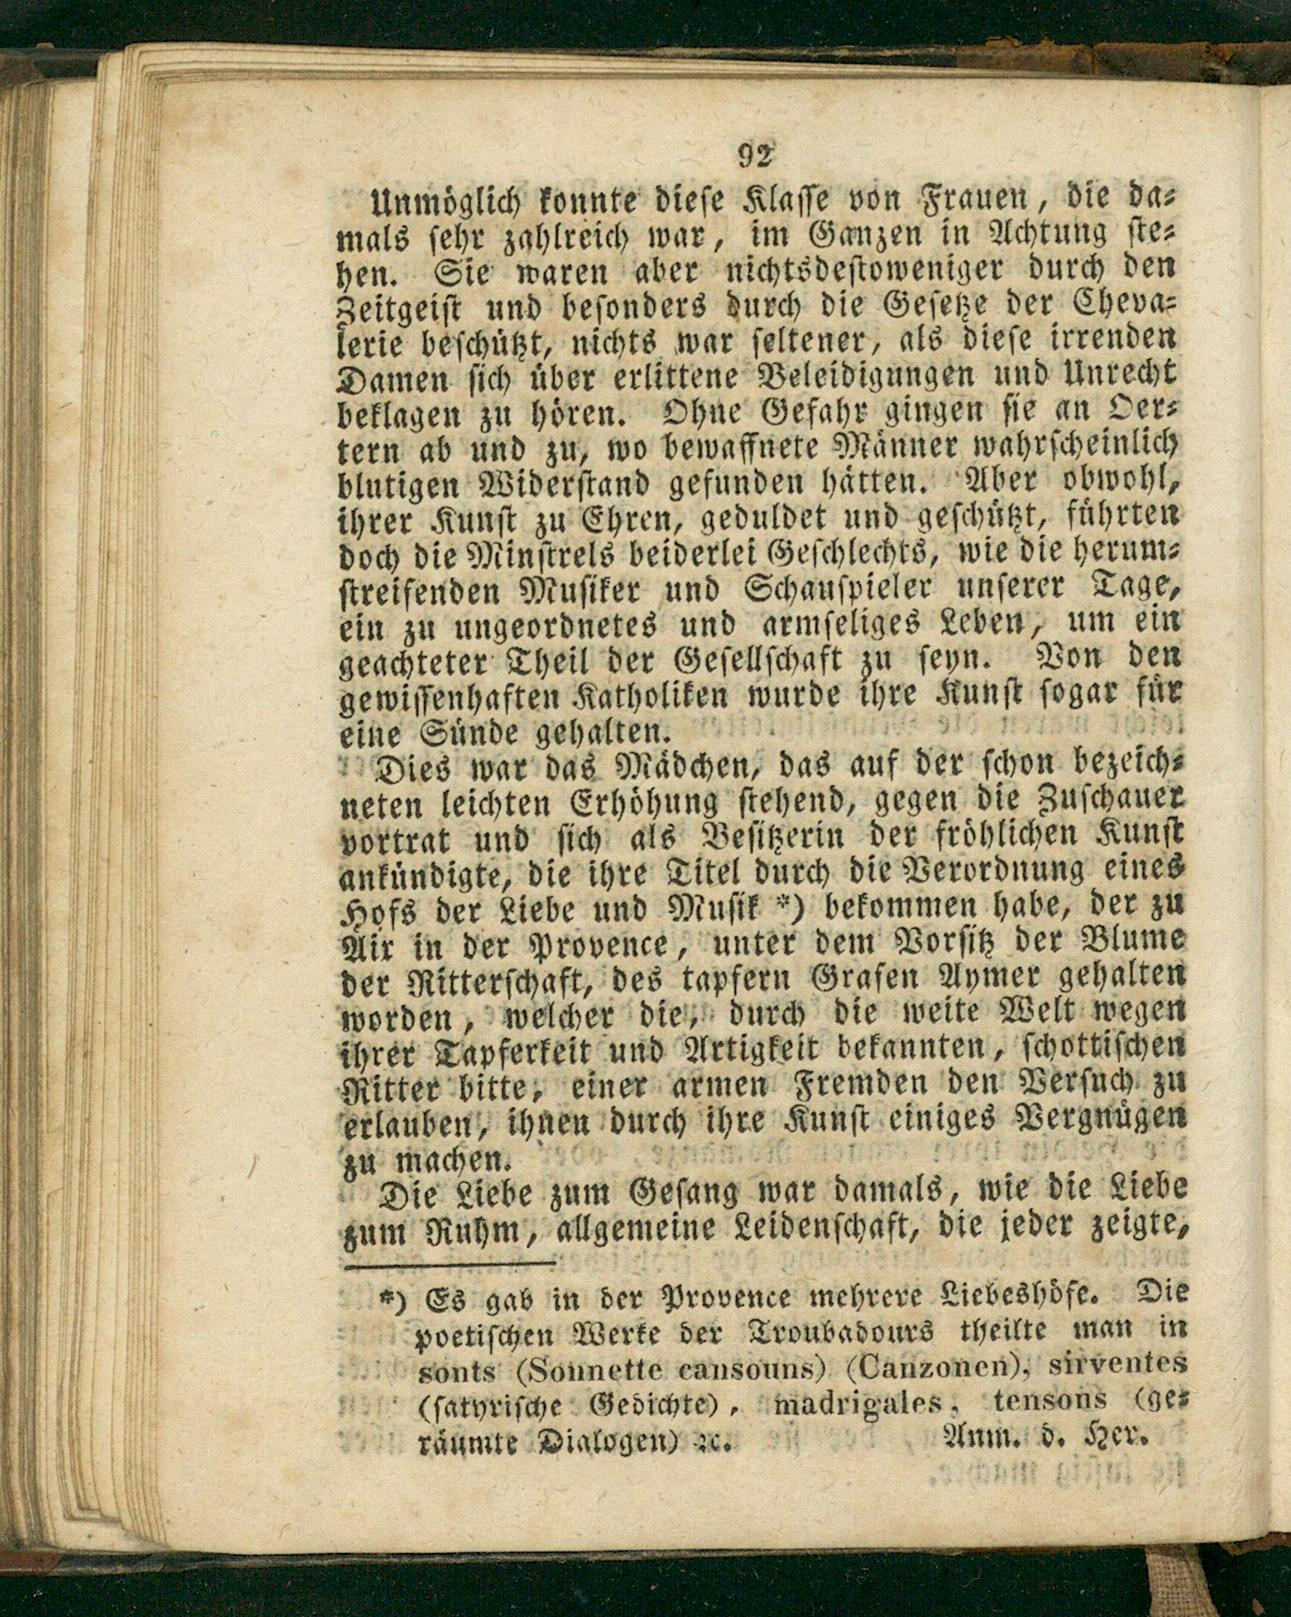 92
Unmöglich konnte diese Klasse von Frauen, die da-
mals sehr zahlreich war, im Ganzen in Achtung ste-
hen. Sie waren aber nichtsdestoweniger durch den
Zeitgeist und besonders durch die Gesetze der Cheva-
lerie beschützt, nichts war seltener, als diese irrenden
Damen sich über erlittene Beleidigungen und Unrecht
beklagen zu hören. Ohne Gefahr gingen sie an Oer-
tern ab und zu, wo bewaffnete Männer wahrscheinlich
blutigen Widerstand gefunden hätten. Aber obwohl,
ihrer Kunst zu Ehren, geduldet und geschützt, führten
doch die Minstrels beiderlei Geschlechts, wie die herum-
streifenden Musiker und Schauspieler unserer Tage,
ein zu ungeordnetes und armseliges Leben, um ein
geachteter Theil der Gesellschaft zu seyn. Von den
gewissenhaften Katholiken wurde ihre Kunst sogar für
eine Sünde gehalten.
Dies war das Mädchen, das auf der schon bezeich-
neten leichten Erhöhung stehend, gegen die Zuschauer
vortrat und sich als Besitzerin der fröhlichen Kunst
ankündigte, die ihre Titel durch die Verordnung eines
Hofs der Liebe und Musik *) bekommen habe, der zu
Aix in der Provence, unter dem Vorsitz der Blume
der Ritterschaft, des tapfern Grafen Aymer gehalten
worden, welcher die, durch die weite Welt wegen
ihrer Tapferkeit und Artigkeit bekannten, schottischen
Ritter bitte, einer armen Fremden den Versuch zu
erlauben, ihnen durch ihre Kunst einiges Vergnügen
zu machen.
Die Liebe zum Gesang war damals, wie die Liebe
zum Ruhm, allgemeine Leidenschaft, die jeder zeigte,
*) Es gab in der Provence mehrere Liebeshöfe. Die
poetischen Werke der Troubadours theilte man in
sonts (Sonnette cansouns) (Canzonen), sirventes
(satyrische Gedichte), madrigales, tensons (ge-
räumte Dialogen) ꝛc. Anm. d. Her.